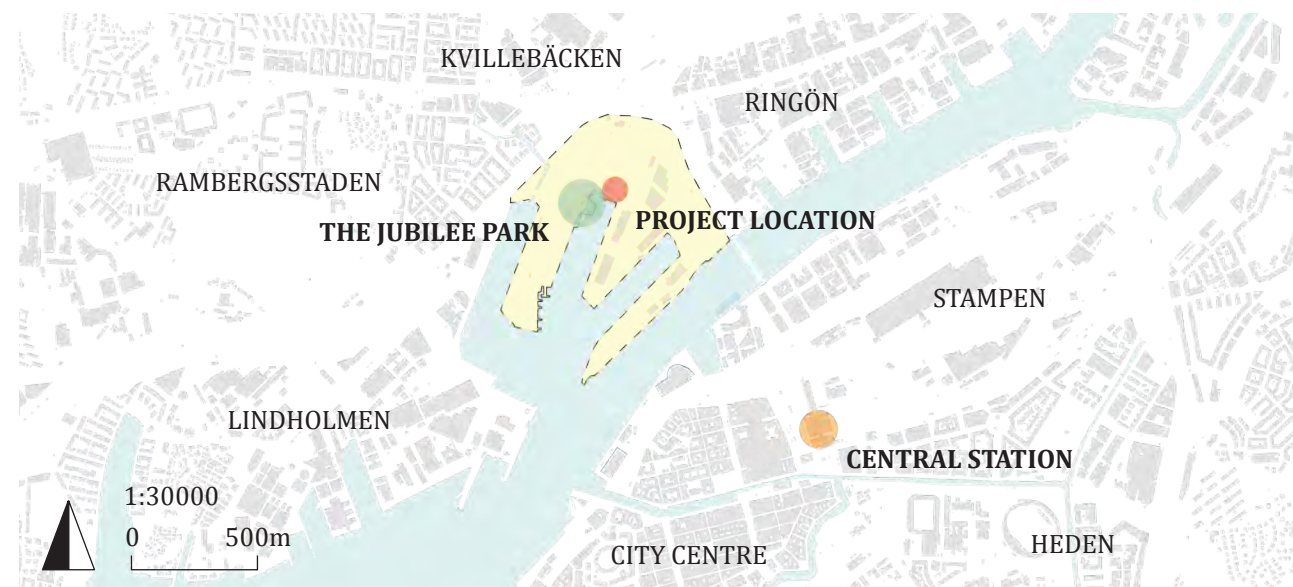 KVILLEBÄCKEN
RINGÖN
RAMBERGSSTADEN
THE JUBILEE PARK
PROJECT LOCATION
STAMPEN
LINDHOLMEN
CENTRAL STATION
1:30000
0 500m
CITY CENTRE
HEDEN